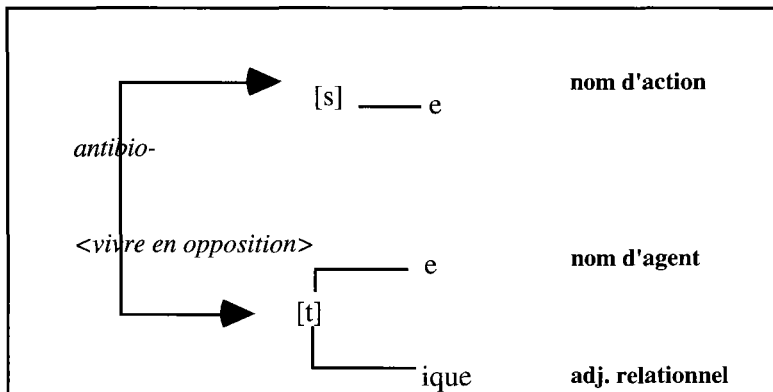 nom d'action
[s] e
antibio-
<vivre en opposition>
e nom d'agent
[t]
ique adj. relationnel